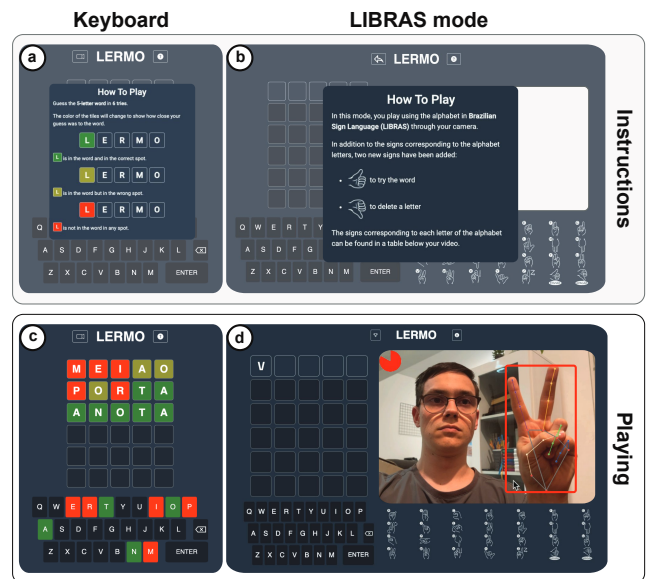 Keyboard
LIBRAS mode
a
LERMO
How To Play
Guess the 5-letter word in 6 tries.
The color of the tiles will change to show how close your
guess was to the word.
L E R M O
L is in the word and in the correct spot.
L E R M O
L is in the word but in the wrong spot.
L E R M O
L is not in the word in any spot.
Q P
A S D F G H J K L
Z X C V B N M ENTER
b
LERMO
How To Play
In this mode, you play using the alphabet in Brazilian
Sign Language (LIBRAS) through your camera.
In addition to the signs corresponding to the alphabet
letters, two new signs have been added:
• to try the word
• to delete a letter
The signs corresponding to each letter of the alphabet
can be found in a table below your video.
Q W E R T Y
A S D F G
Z X C V B N M ENTER
Instructions
c
LERMO
M E I A O
P O R T A
A N O T A
Q W E R T Y U I O P
A S D F G H J K L
Z X C V B N M ENTER
d
LERMO
V
Q W E R T Y U I O P
A S D F G H J K L
Z X C V B N M ENTER
Playing